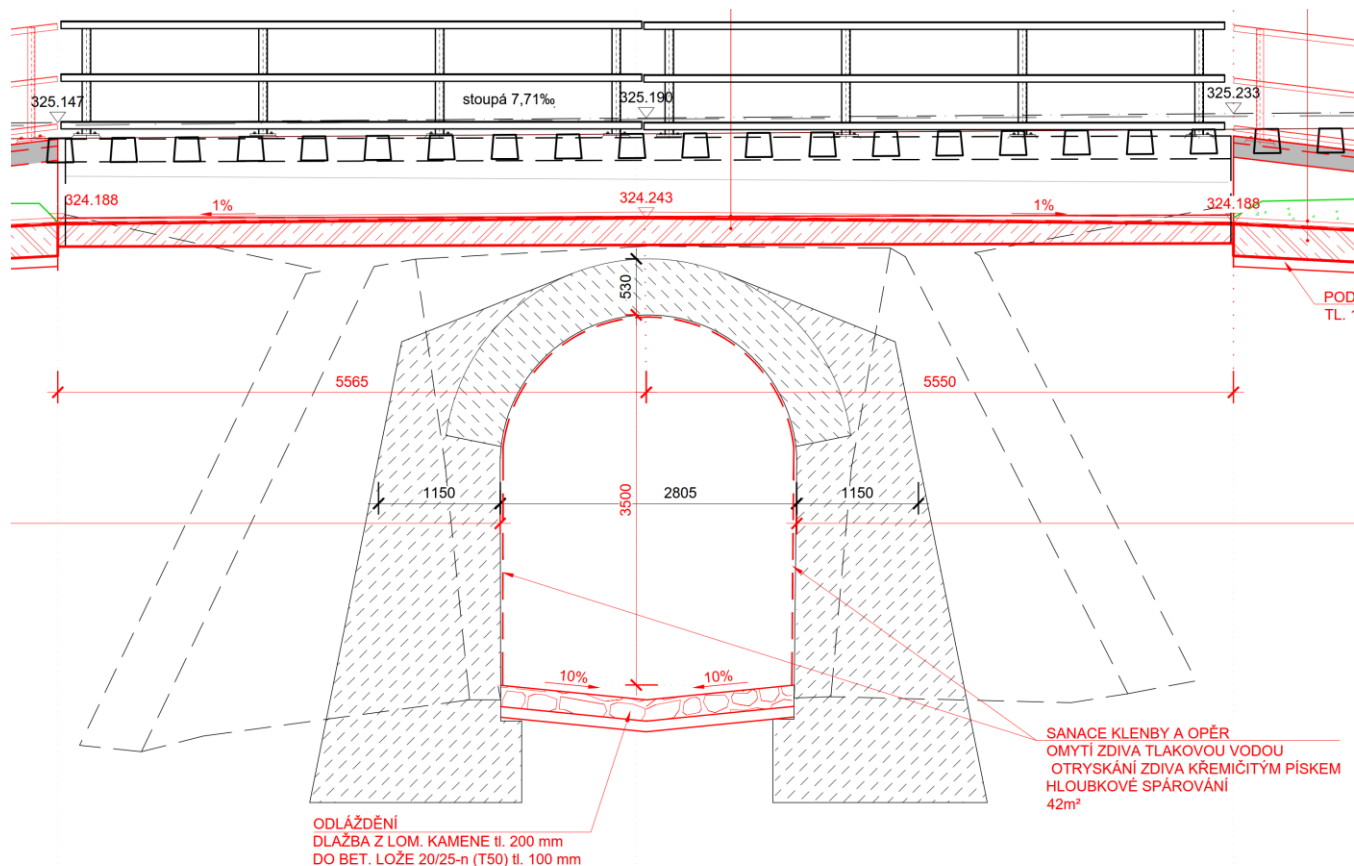 325.147
stoupá 7,71‰
325.190
325.233
324.188
1%
324.243
1%
324.188
530
POD
TL. 1
5565
5550
1150
3500
2805
1150
10%
10%
SANACE KLENBY A OPĚR
OMYTÍ ZDIVA TLAKOVOU VODOU
OTRYSKÁNÍ ZDIVA KŘEMIČITÝM PÍSKEM
HLOUBKOVÉ SPÁROVÁNÍ
42m²
ODLÁŽDĚNÍ
DLAŽBA Z LOM. KAMENE tl. 200 mm
DO BET. LOŽE 20/25-n (T50) tl. 100 mm